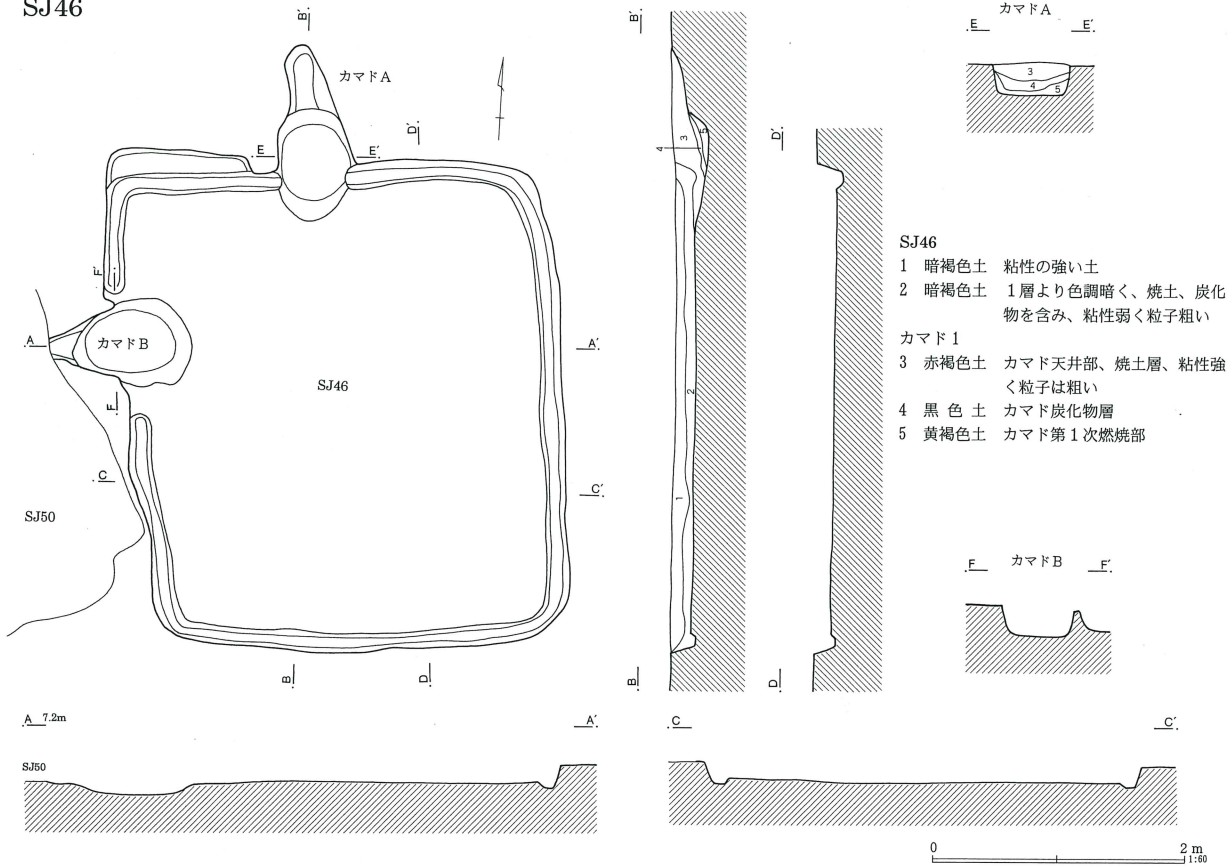 SJ46
B'
カマドA
D'
E E'
F'
A カマドB A'
SJ46
F
C C'
SJ50
B D
B'
3 5
4
2
1
B
D'
D
カマドA
E E'
3
4 5
SJ46
1 暗褐色土 粘性の強い土
2 暗褐色土 1層より色調暗く、焼土、炭化
物を含み、粘性弱く粒子粗い
カマド1
3 赤褐色土 カマド天井部、焼土層、粘性強
く粒子は粗い
4 黒色土 カマド炭化物層
5 黄褐色土 カマド第1次燃焼部
F カマドB F'
A 7.2m A'
SJ50
C C'
0 2 m
1:60